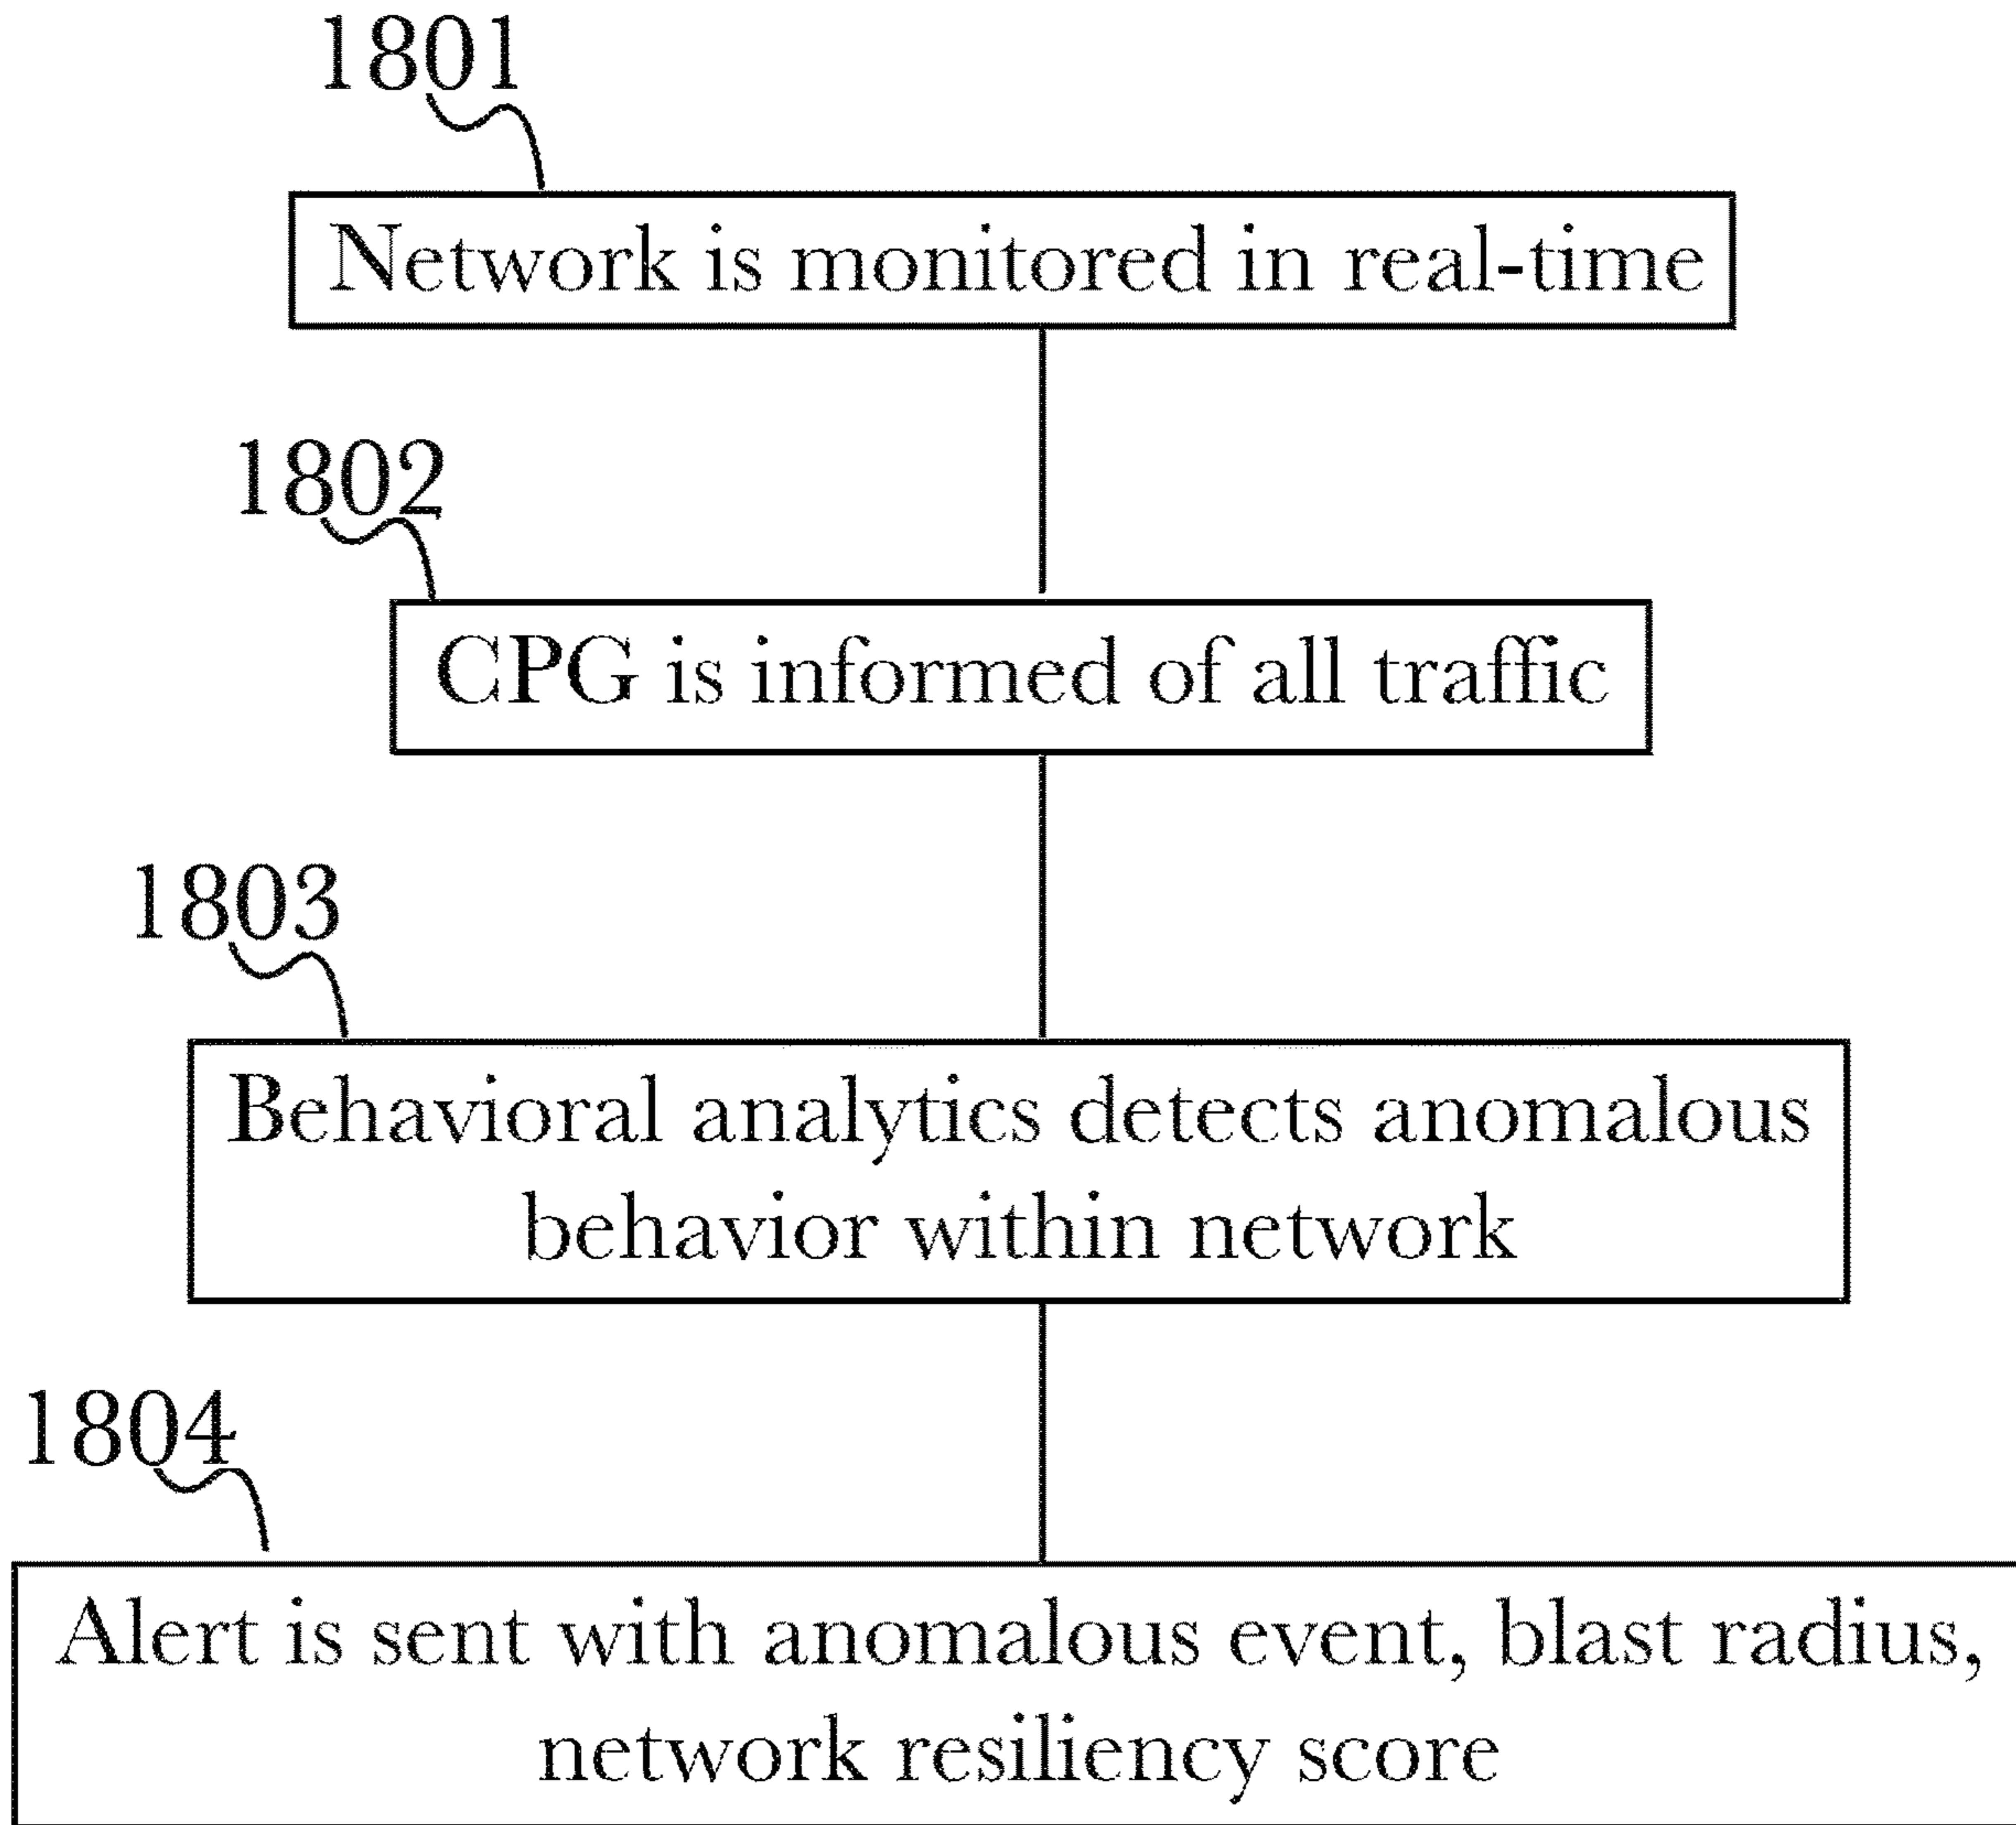 1801
Network is monitored in real-time
1802
CPG is informed of all traffic
1803
Behavioral analytics detects anomalous
behavior within network
1804
Alert is sent with anomalous event, blast radius,
network resiliency score